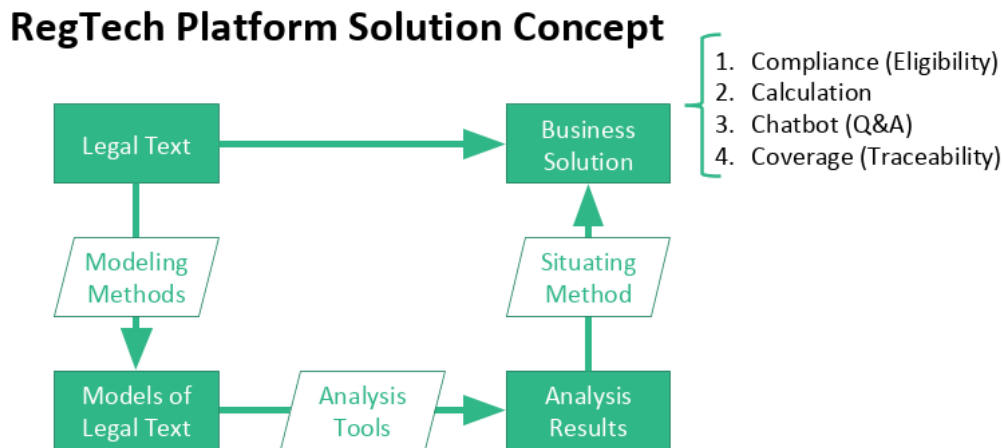 RegTech Platform Solution Concept
1. Compliance (Eligibility)
2. Calculation
3. Chatbot (Q&A)
4. Coverage (Traceability)
Legal Text
Business
Solution
Modeling
Methods
Situating
Method
Models of
Legal Text
Analysis
Tools
Analysis
Results